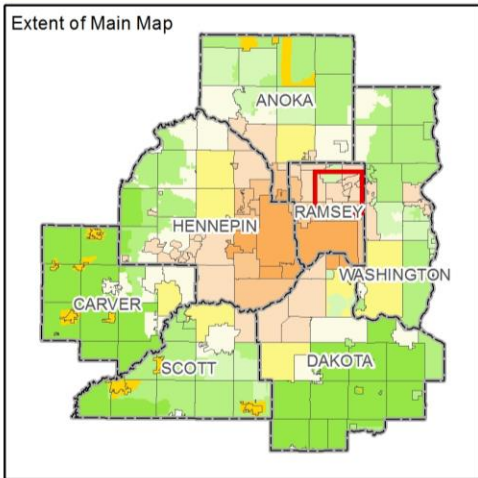 Extent of Main Map
ANOKA
HENNEPIN
RAMSEY
WASHINGTON
CARVER
SCOTT
DAKOTA